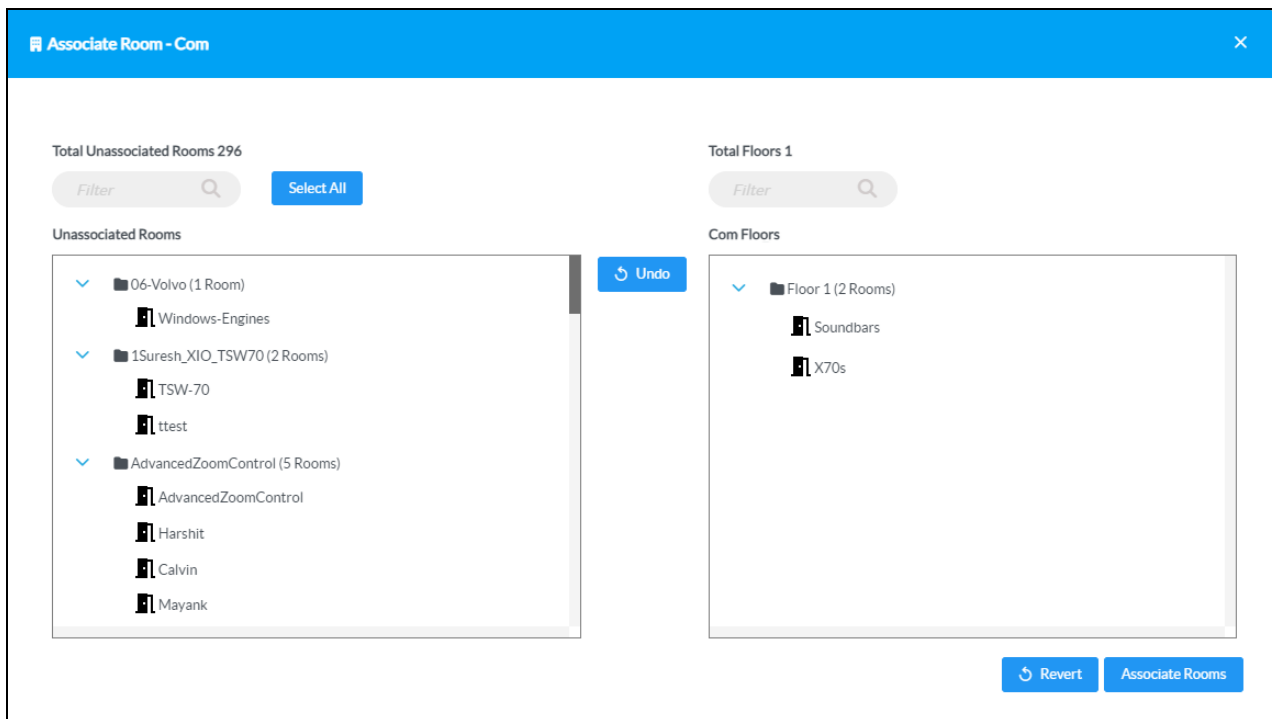 Associate Room - Com
Total Unassociated Rooms 296
Filter
Select All
Unassociated Rooms
06-Volvo (1 Room)
Windows-Engines
1Suresh_XIO_TSW70 (2 Rooms)
TSW-70
ttest
AdvancedZoomControl (5 Rooms)
AdvancedZoomControl
Harshit
Calvin
Mayank
Undo
Total Floors 1
Filter
Com Floors
Floor 1 (2 Rooms)
Soundbars
X70s
Revert
Associate Rooms